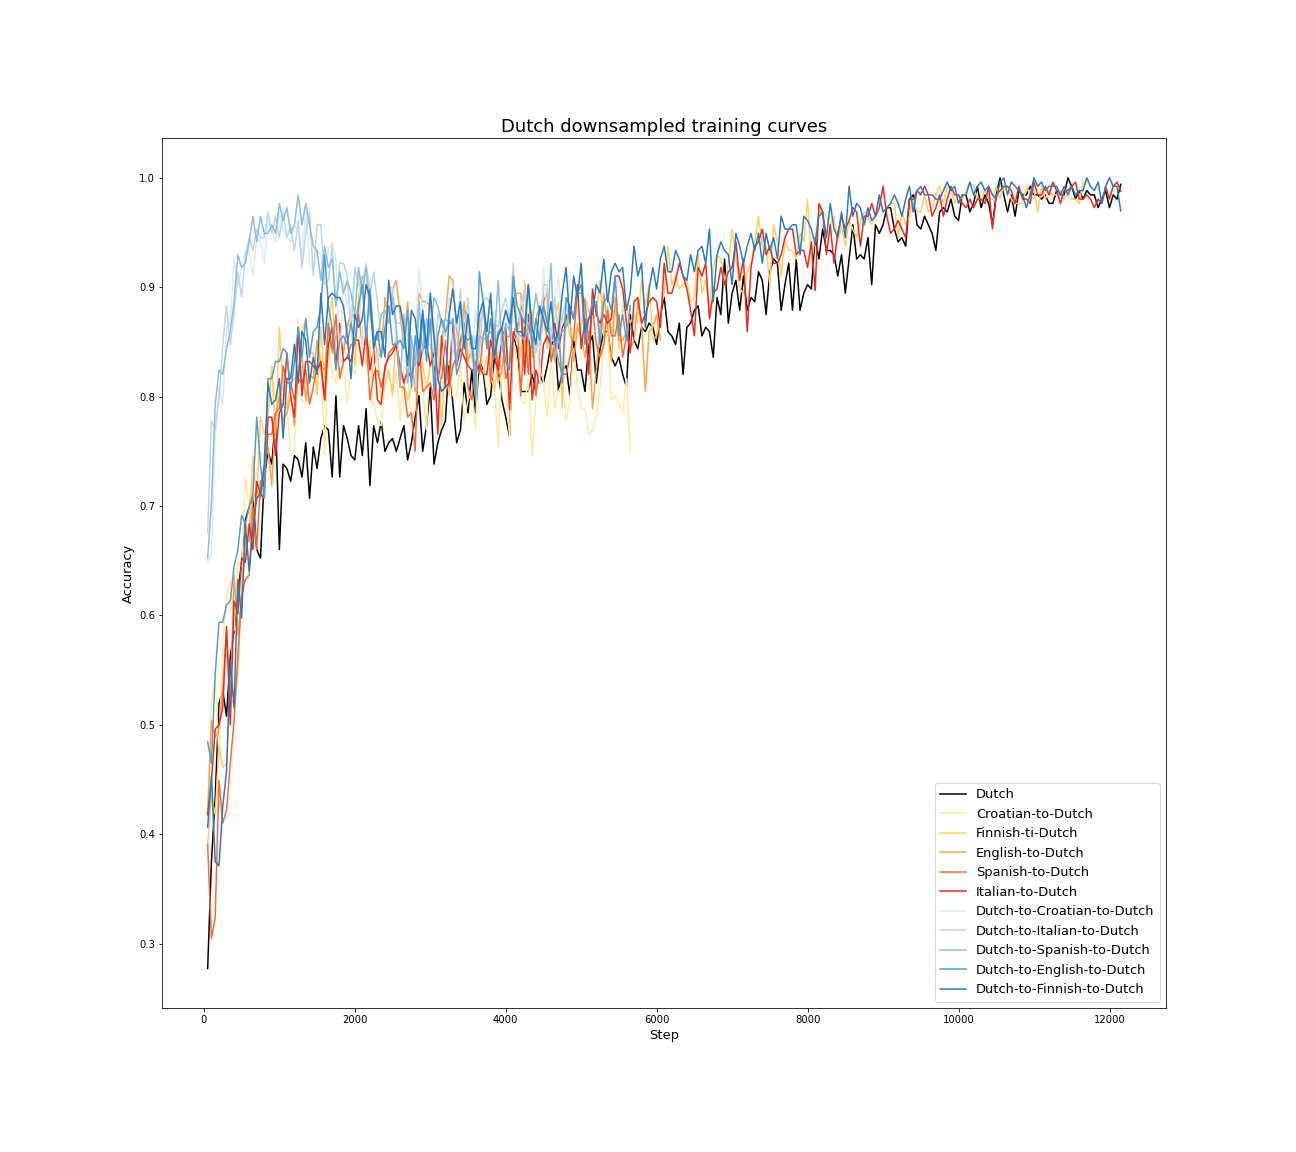 Dutch downsampled training curves
1.0
0.9
0.8
0.7
0.6
0.5
0.4
0.3
Accuracy
0
2000
4000
6000
8000
10000
12000
Step
Dutch
Croatian-to-Dutch
Finnish-ti-Dutch
English-to-Dutch
Spanish-to-Dutch
Italian-to-Dutch
Dutch-to-Croatian-to-Dutch
Dutch-to-Italian-to-Dutch
Dutch-to-Spanish-to-Dutch
Dutch-to-English-to-Dutch
Dutch-to-Finnish-to-Dutch